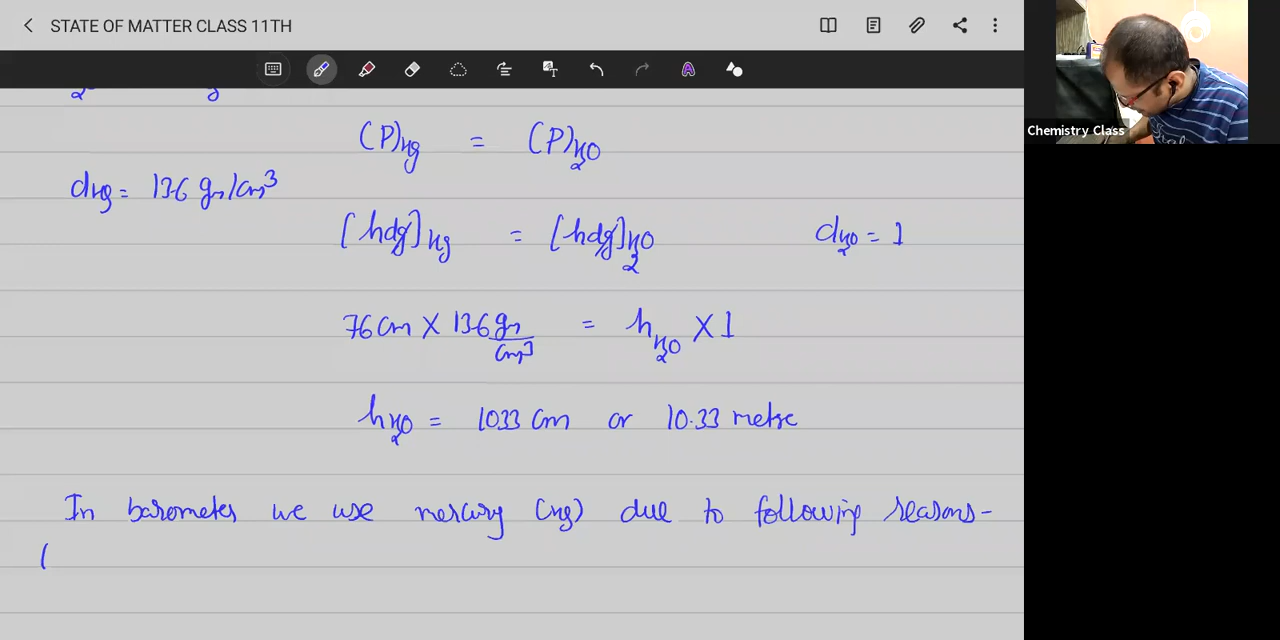 STATE OF MATTER CLASS 11TH
Chemistry Class
(P)Hg = (P)H2O
dHg = 13.6 gm/cm³
[hdg]Hg = [hdg]H2O dH2O = 1
76 cm × 13.6 gm/cm³ = hH2O × 1
hH2O = 1033 cm or 10.33 metre
In barometer we use mercury (Hg) due to following reasons-
(